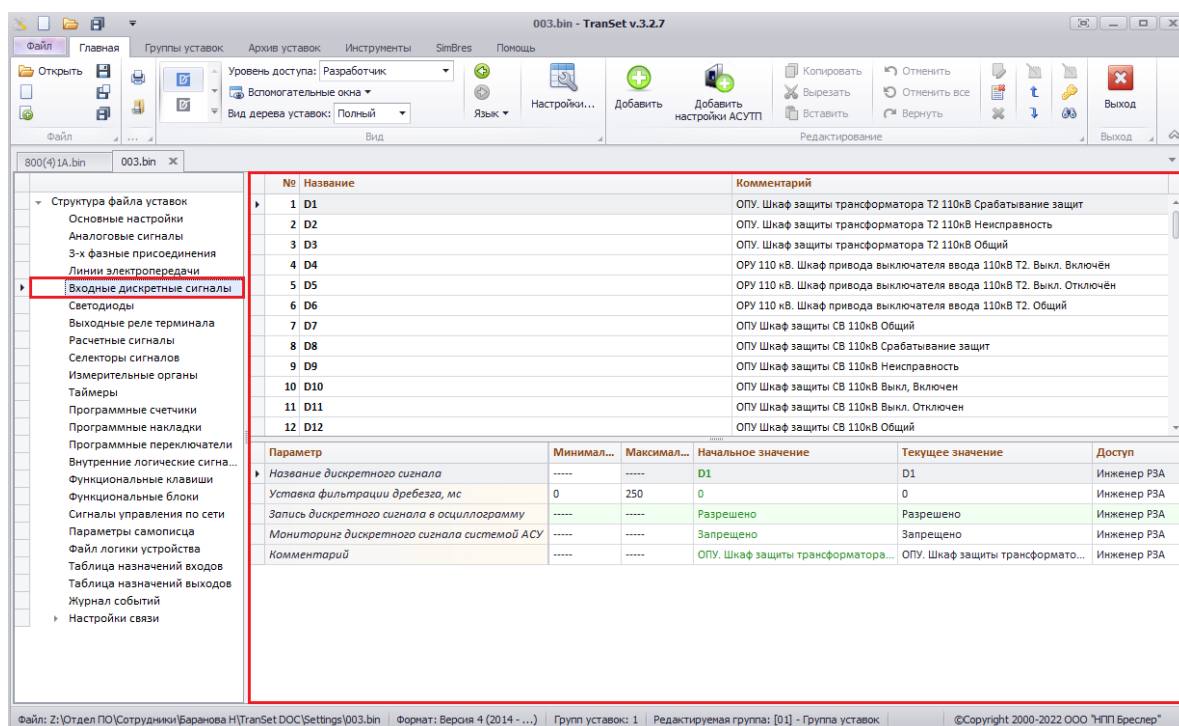 003.bin - TranSet v.3.2.7
Файл Главная Группы уставок Архив уставок Инструменты SimBres Помощь
Открыть Уровень доступа: Разработчик Настройки... Добавить Добавить настройки АСУТП Копировать Отменить Выход
Вспомогательные окна Вырезать Отменить все
Вид дерева уставок: Полный Язык Вставить Вернуть
Файл ... Вид Редактирование Выход
800(4)1A.bin 003.bin
Структура файла уставок
Основные настройки
Аналоговые сигналы
3-х фазные присоединения
Линии электропередачи
Входные дискретные сигналы
Светодиоды
Выходные реле терминала
Расчетные сигналы
Селекторы сигналов
Измерительные органы
Таймеры
Программные счетчики
Программные накладки
Программные переключатели
Внутренние логические сигна...
Функциональные клавиши
Функциональные блоки
Сигналы управления по сети
Параметры самописца
Файл логики устройства
Таблица назначений входов
Таблица назначений выходов
Журнал событий
Настройки связи
№ Название Комментарий
1 D1 ОПУ. Шкаф защиты трансформатора Т2 110кВ Срабатывание защит
2 D2 ОПУ. Шкаф защиты трансформатора Т2 110кВ Неисправность
3 D3 ОПУ. Шкаф защиты трансформатора Т2 110кВ Общий
4 D4 ОРУ 110 кВ. Шкаф привода выключателя ввода 110кВ Т2. Выкл. Включён
5 D5 ОРУ 110 кВ. Шкаф привода выключателя ввода 110кВ Т2. Выкл. Отключён
6 D6 ОРУ 110 кВ. Шкаф привода выключателя ввода 110кВ Т2. Общий
7 D7 ОПУ Шкаф защиты СВ 110кВ Общий
8 D8 ОПУ Шкаф защиты СВ 110кВ Срабатывание защит
9 D9 ОПУ Шкаф защиты СВ 110кВ Неисправность
10 D10 ОПУ Шкаф защиты СВ 110кВ Выкл, Включен
11 D11 ОПУ Шкаф защиты СВ 110кВ Выкл. Отключен
12 D12 ОПУ Шкаф защиты СВ 110кВ Общий
Параметр Минимал... Максимал... Начальное значение Текущее значение Доступ
Название дискретного сигнала ----- ----- D1 D1 Инженер РЗА
Уставка фильтрации дребезга, мс 0 250 0 0 Инженер РЗА
Запись дискретного сигнала в осциллограмму ----- ----- Разрешено Разрешено Инженер РЗА
Мониторинг дискретного сигнала системой АСУ ----- ----- Запрещено Запрещено Инженер РЗА
Комментарий ----- ----- ОПУ. Шкаф защиты трансформатора... ОПУ. Шкаф защиты трансформато... Инженер РЗА
Файл: Z:\Отдел ПО\Сотрудники\Баранова Н\TranSet DOC\Settings\003.bin Формат: Версия 4 (2014 - ...) Групп уставок: 1 Редактируемая группа: [01] - Группа уставок ©Copyright 2000-2022 ООО "НПП Бреслер"